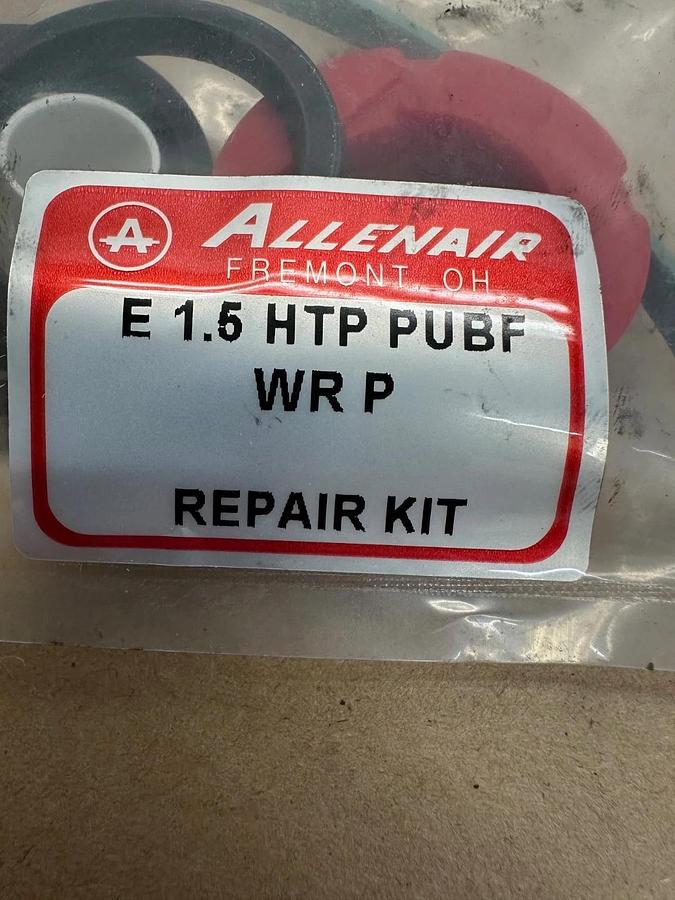 A ALLENAIR
FREMONT, OH
E 1.5 HTP PUBF
WR P
REPAIR KIT